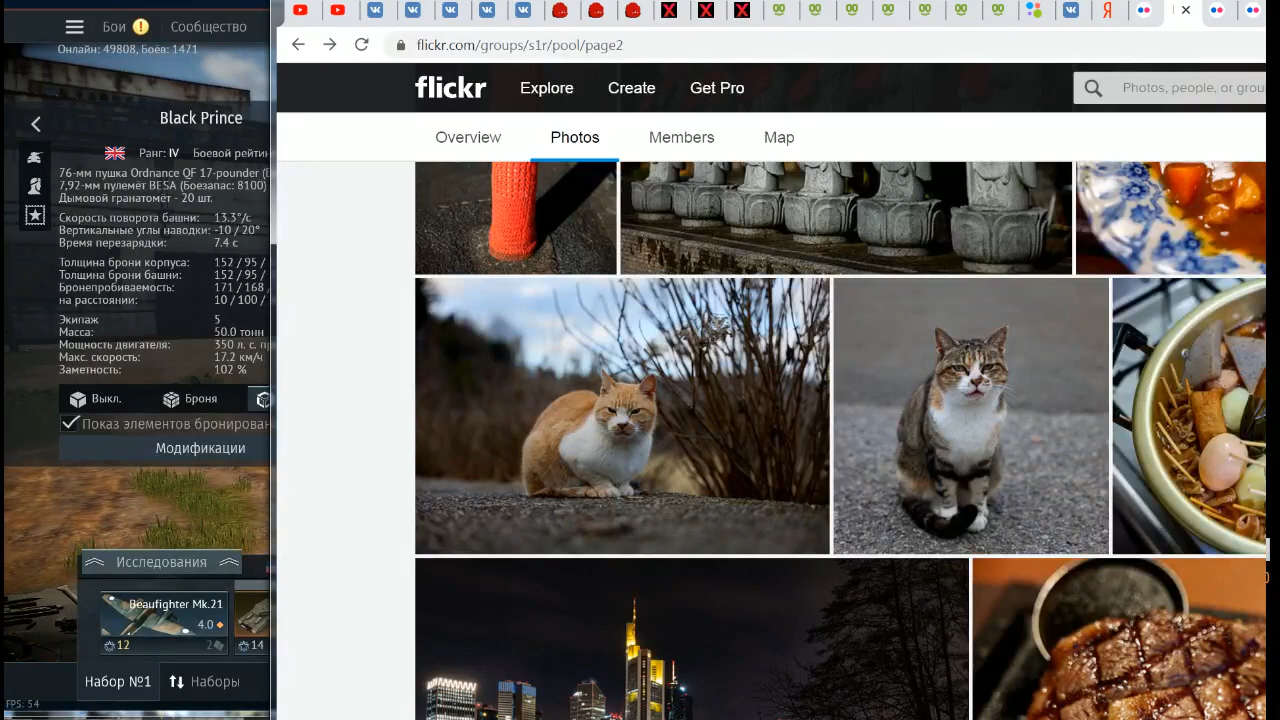 Бои
Сообщество
Онлайн: 49808, Боёв: 1471
Black Prince
Ранг: IV Боевой
76-мм пушка Ordnance QF 17-pounder
7,92-мм пулемёт BESA (Боезапас: 8100)
Дымовой гранатомёт - 20 шт.
Скорость поворота башни: 13.3°/с
Вертикальные углы наводки: -10 / 20°
Время перезарядки: 7.4 с
Толщина брони корпуса: 152 / 95 /
Толщина брони башни: 152 / 95 /
Бронепробиваемость: 171 / 168 /
на расстоянии: 10 / 100 /
Экипаж 5
Масса: 50.0 тонн
Мощность двигателя: 350 л. с.
Макс. скорость: 17.2 км/ч
Заметность: 102 %
Выкл.
Броня
Показ элементов
Модификации
Исследования
Beaufighter Mk.21
4.0
12
2
14
Набор №1
Наборы
FPS: 54
flickr.com/groups/s1r/pool/page2
flickr
Explore
Create
Get Pro
Photos, people, or
Overview
Photos
Members
Map